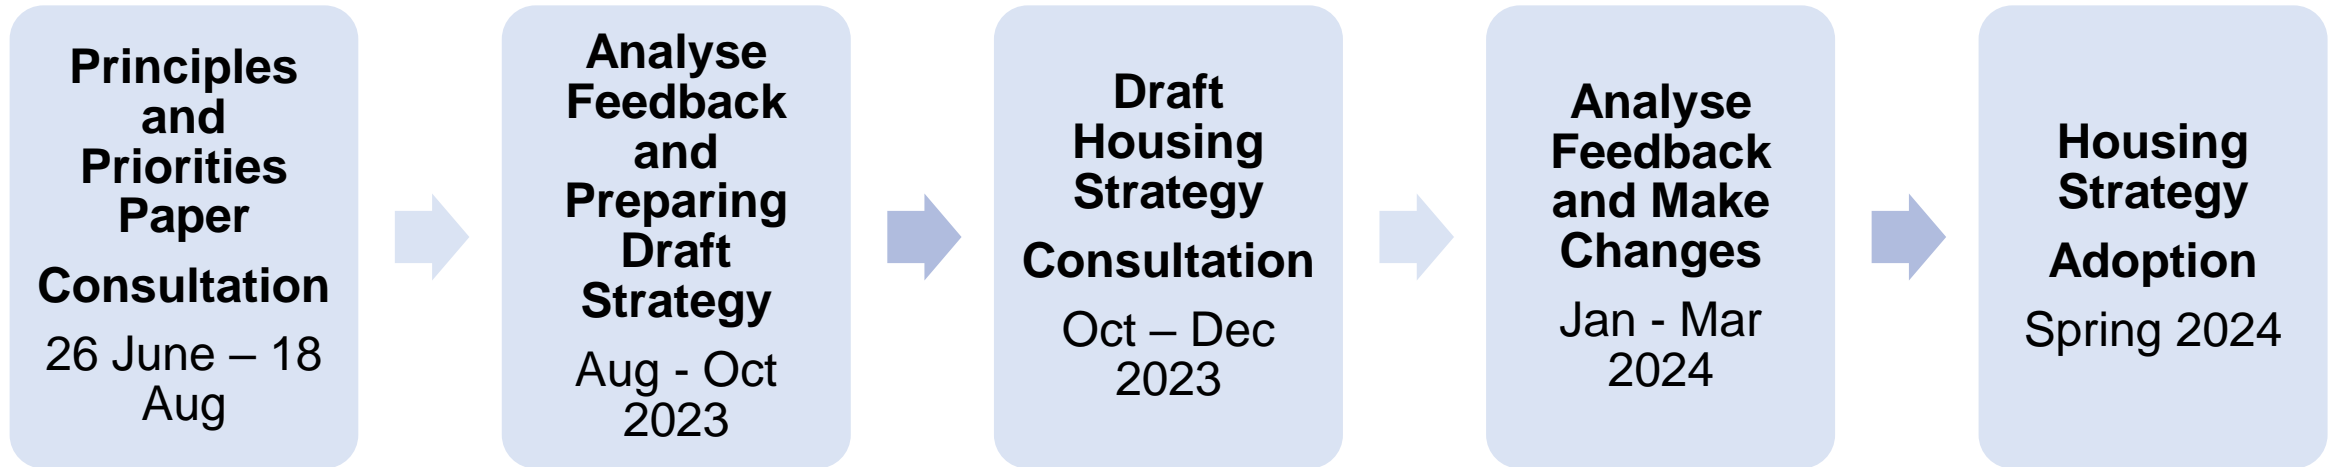 Principles
and
Priorities
Paper
Consultation
26 June – 18
Aug
Analyse
Feedback
and
Preparing
Draft
Strategy
Aug - Oct
2023
Draft
Housing
Strategy
Consultation
Oct – Dec
2023
Analyse
Feedback
and Make
Changes
Jan - Mar
2024
Housing
Strategy
Adoption
Spring 2024